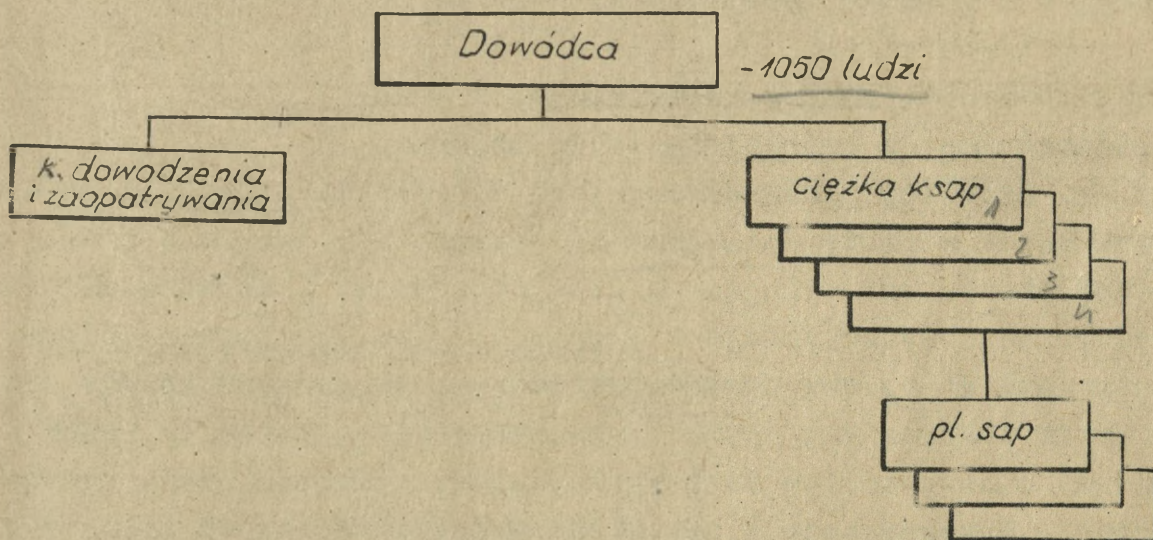 Dowódca
-1050 ludzi
k. dowodzenia
i zaopatrywania
ciężka ksap 1
2
3
4
pl. sap